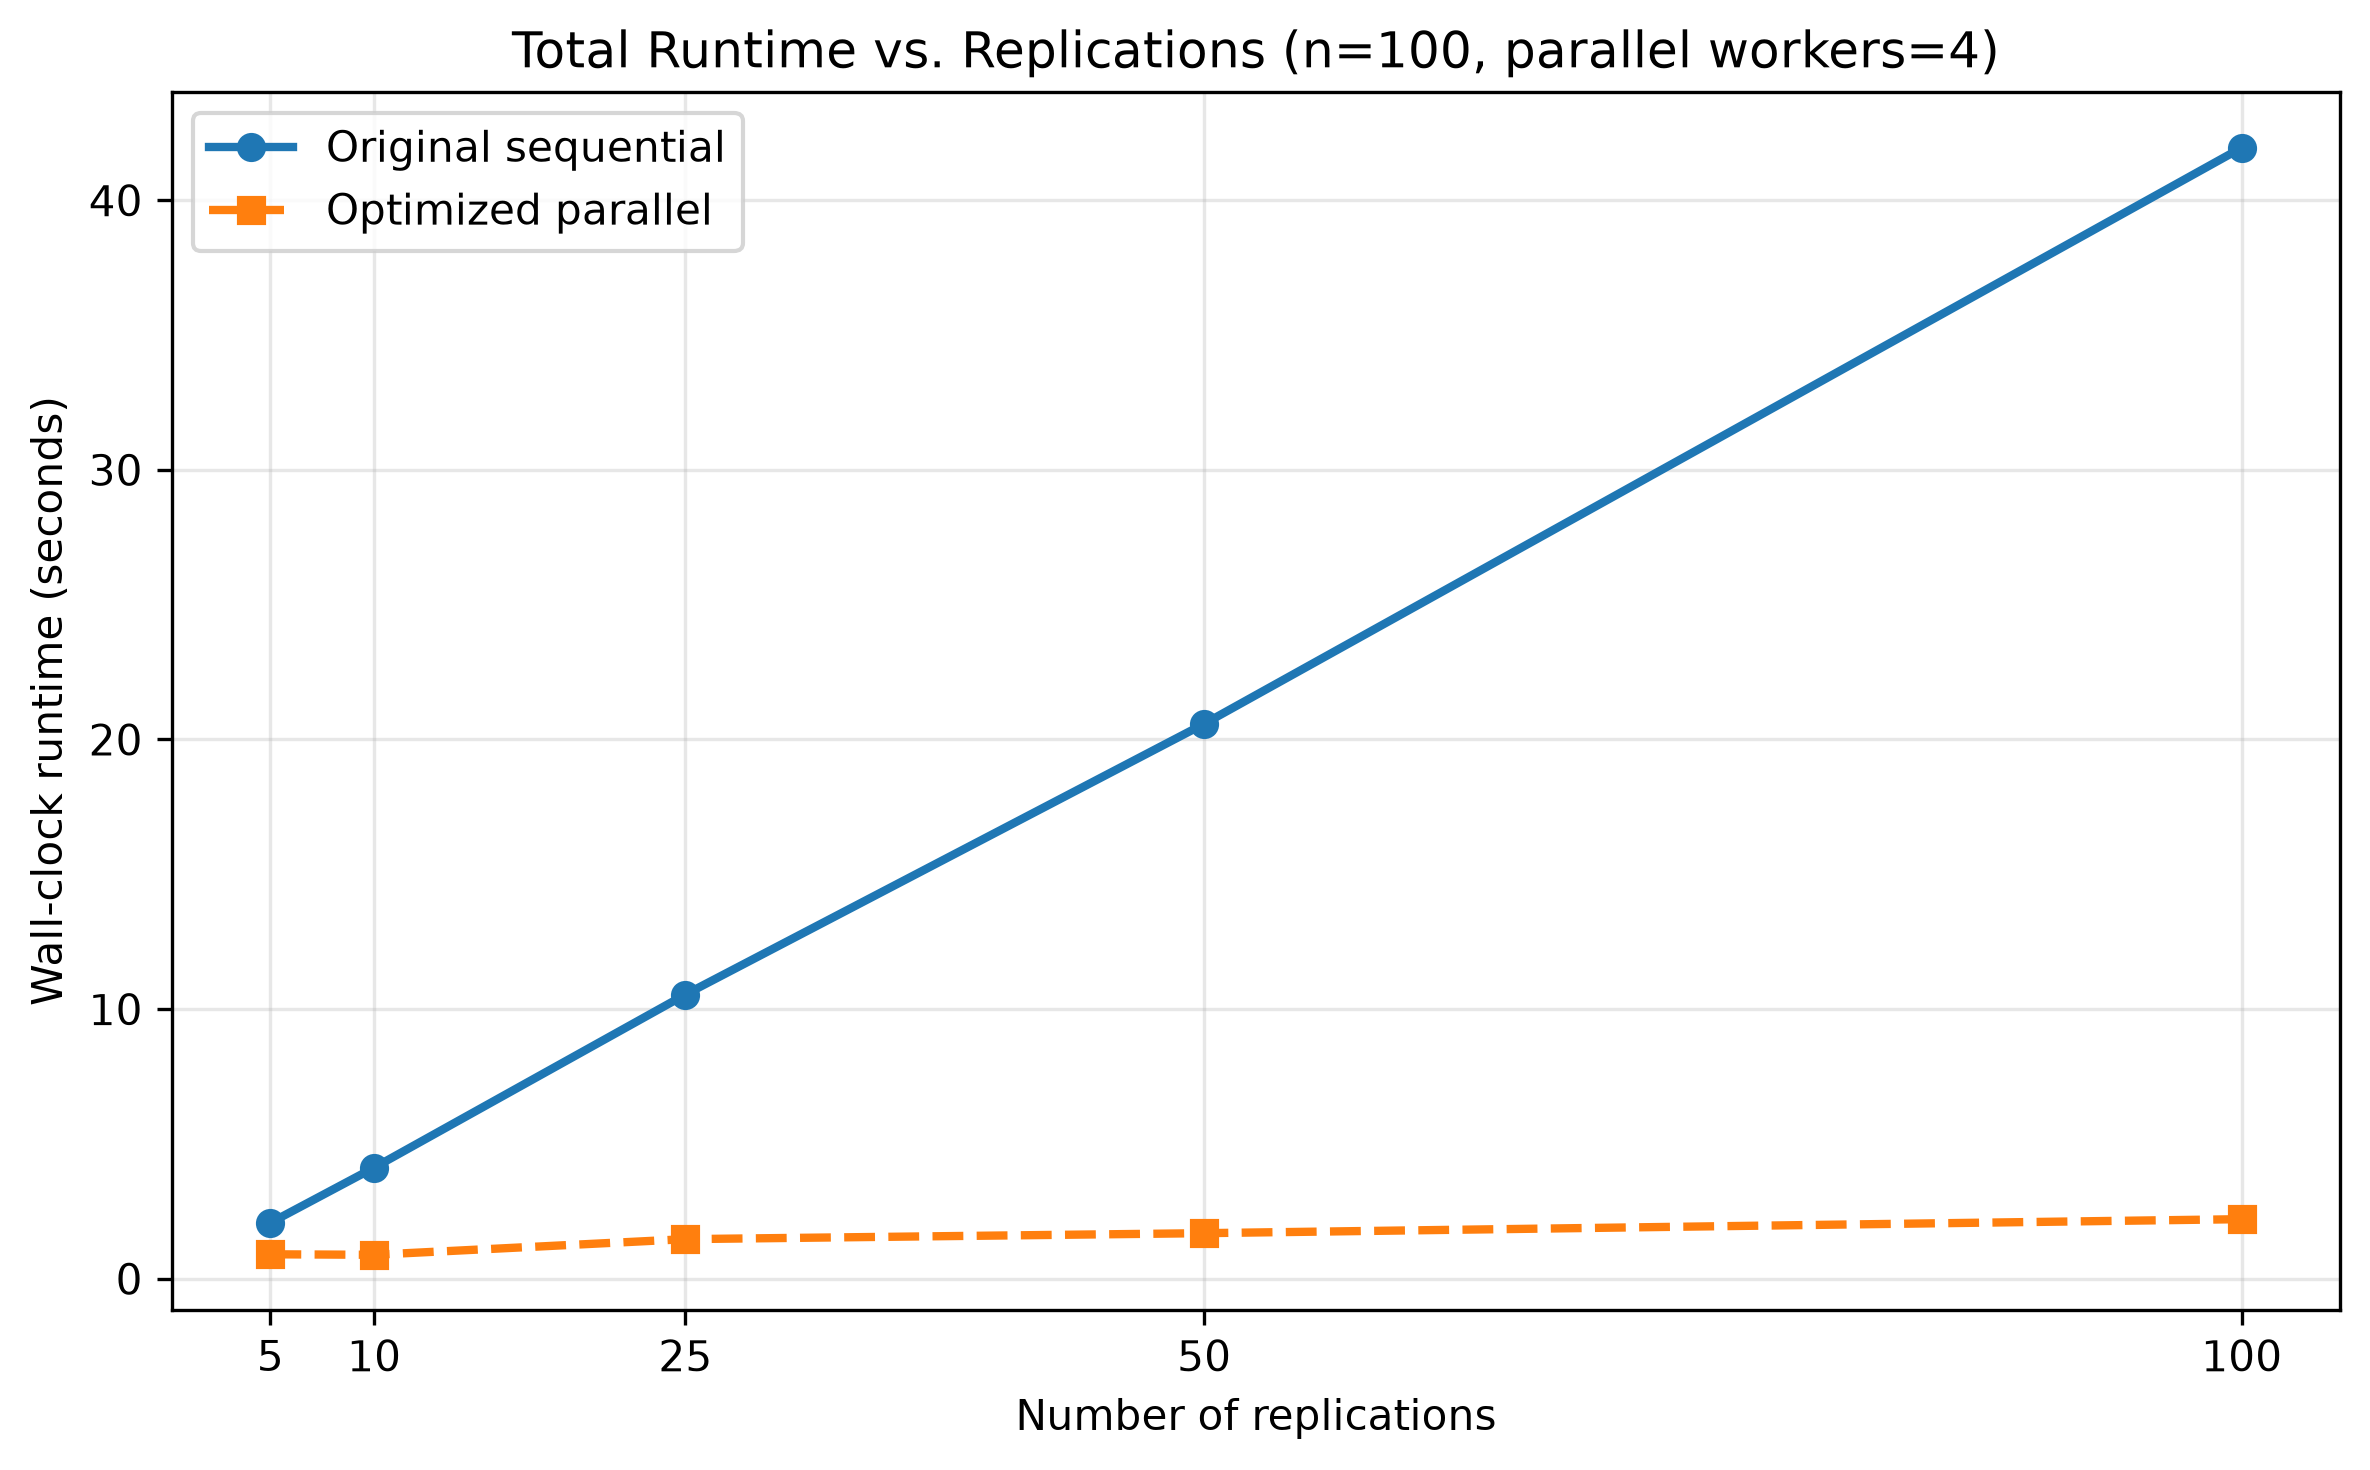 Total Runtime vs. Replications (n=100, parallel workers=4)
Original sequential
Optimized parallel
Wall-clock runtime (seconds)
40
30
20
10
0
5 10 25 50 100
Number of replications